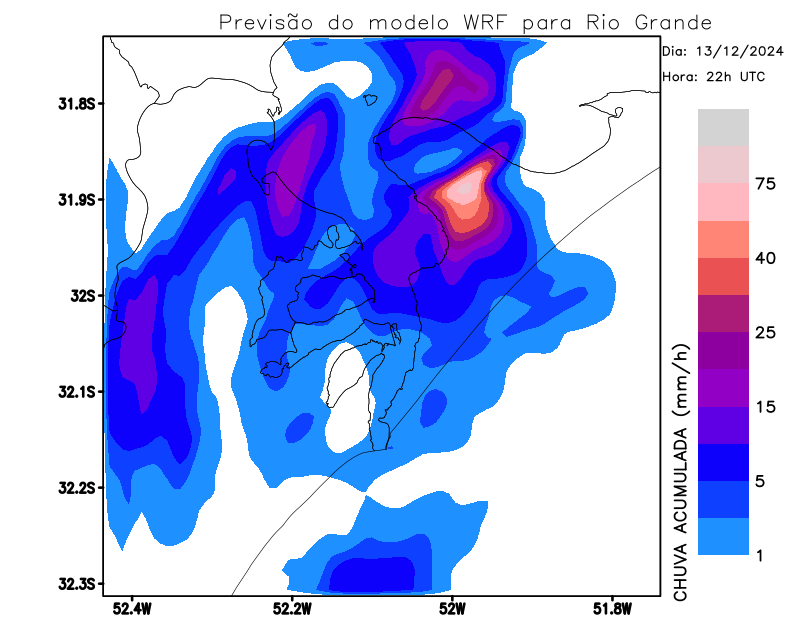 Previsão do modelo WRF para Rio Grande
Dia: 13/12/2024
Hora: 22h UTC
31.8S
31.9S
32S
32.1S
32.2S
32.3S
52.4W
52.2W
52W
51.8W
75
40
25
15
5
1
CHUVA ACUMULADA (mm/h)